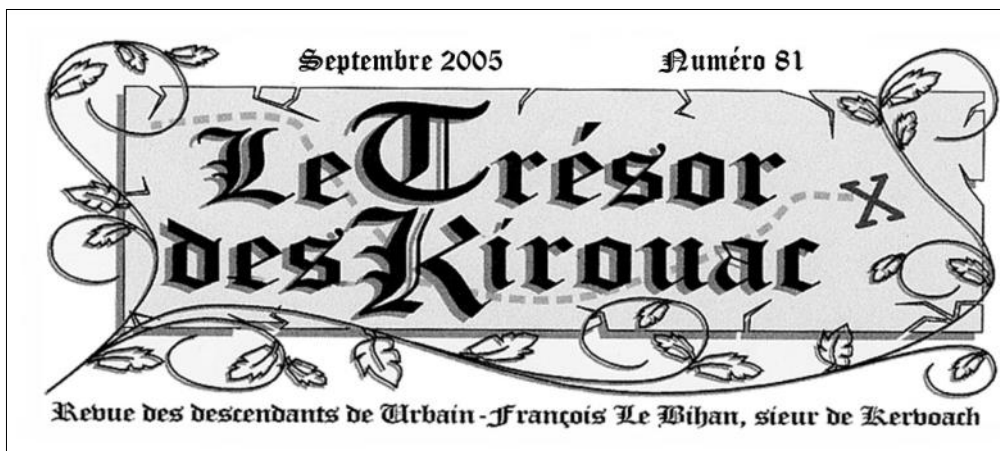 Septembre 2005 Numéro 81
Le Trésor
des Kirouac
Revue des descendants de Urbain-François Le Bihan, sieur de Kervoach